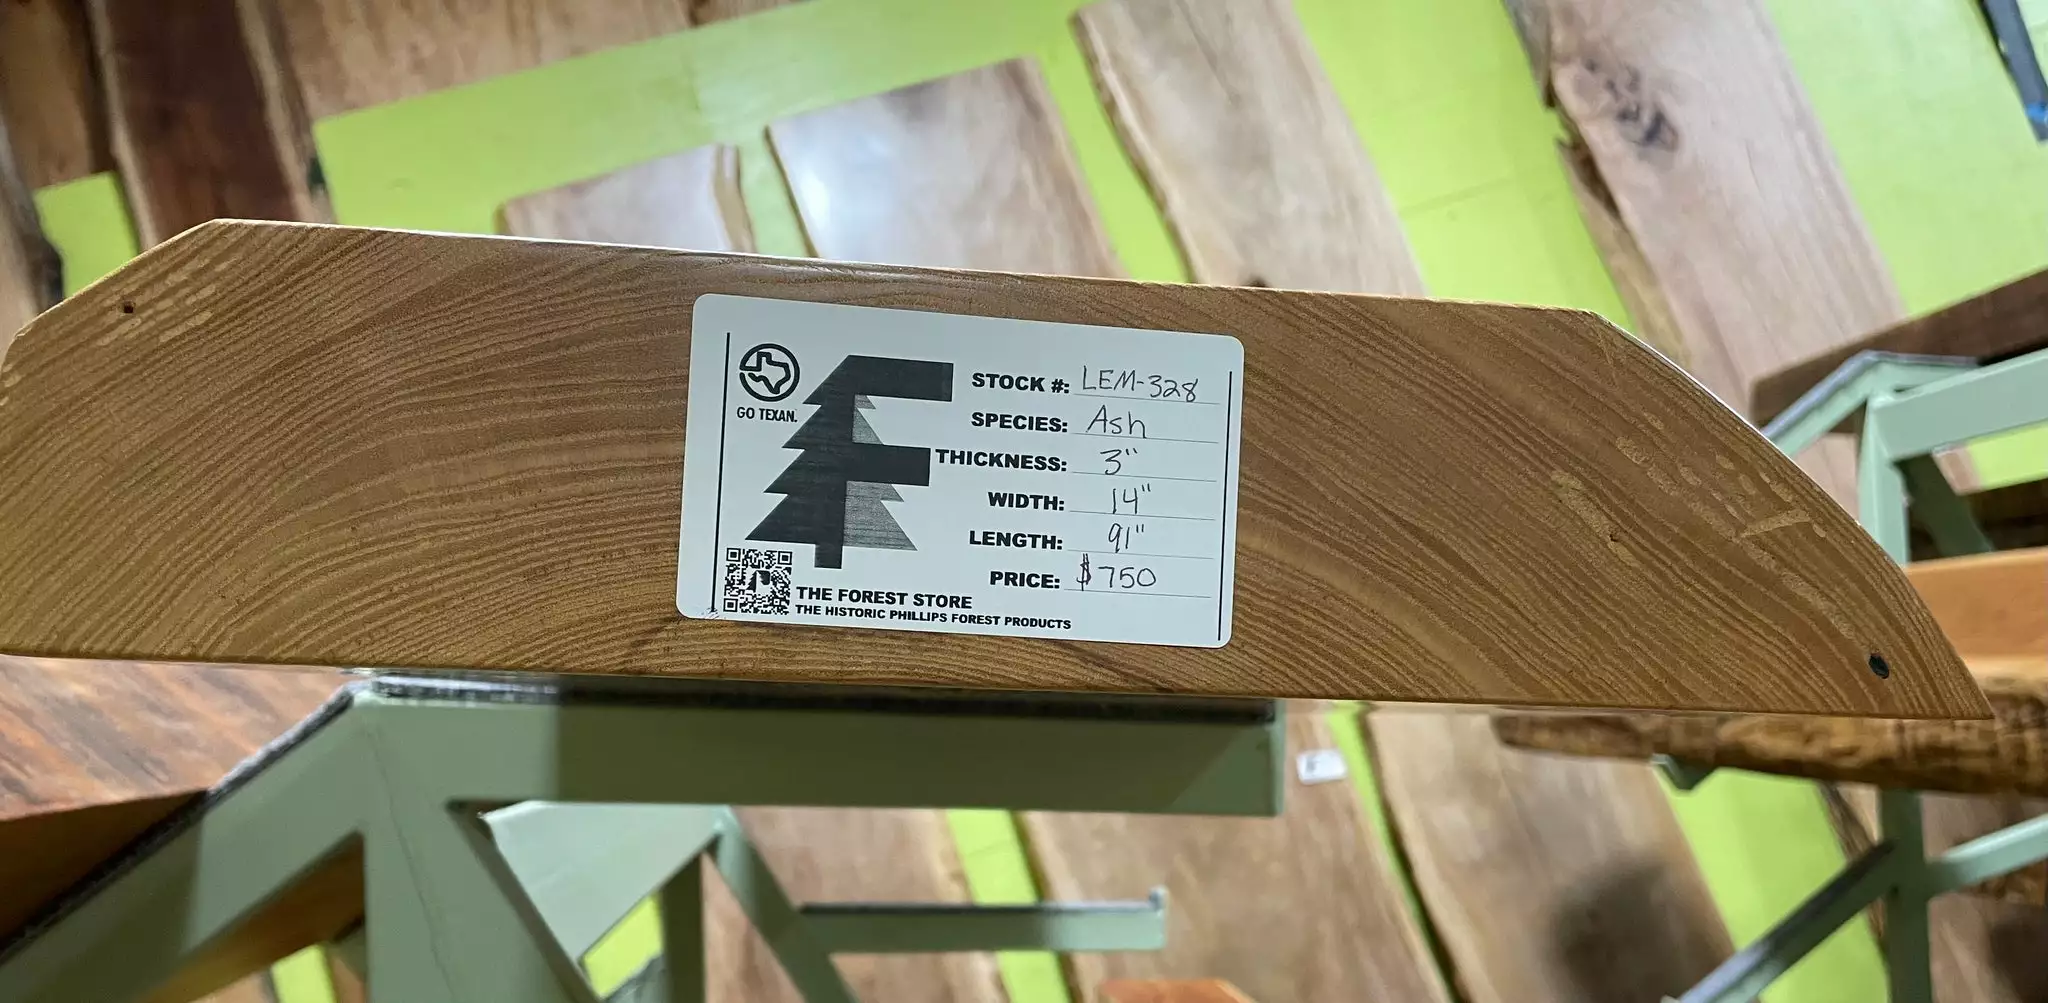 GO TEXAN.
STOCK #: LEM-328
SPECIES: Ash
THICKNESS: 3"
WIDTH: 14"
LENGTH: 91"
PRICE: $750
THE FOREST STORE
THE HISTORIC PHILLIPS FOREST PRODUCTS